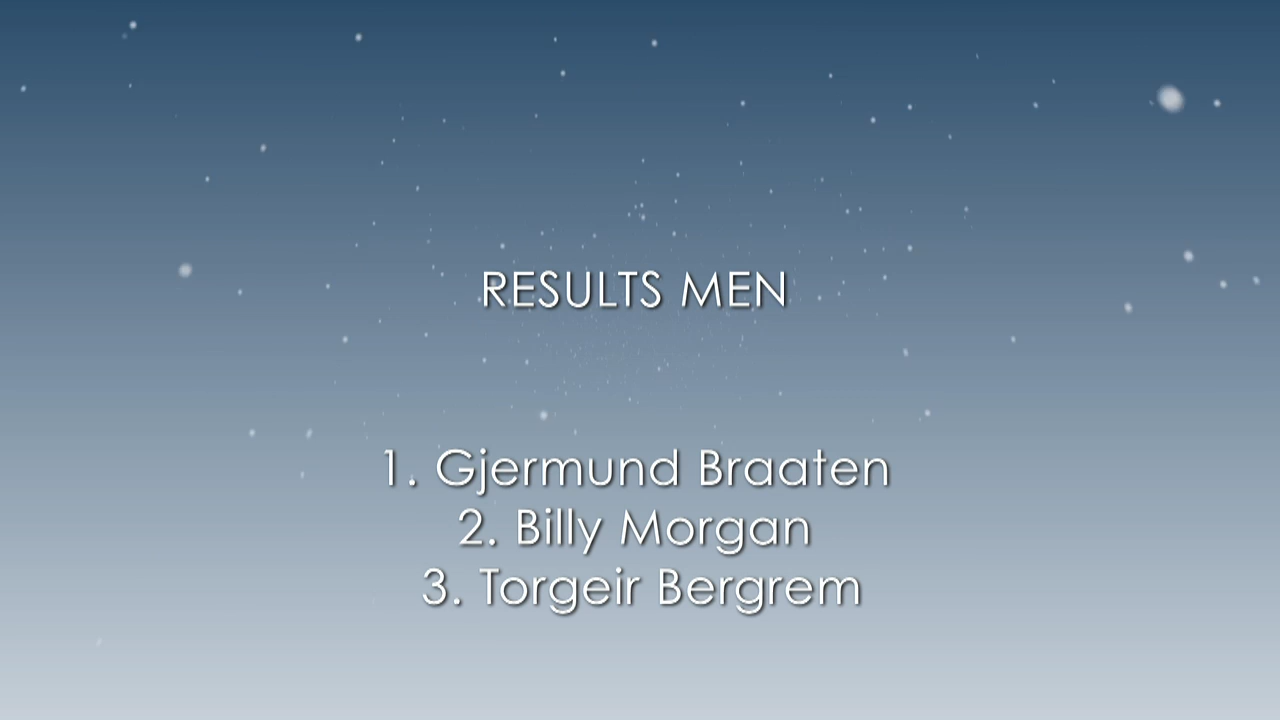 RESULTS MEN
1. Gjermund Braaten
2. Billy Morgan
3. Torgeir Bergrem